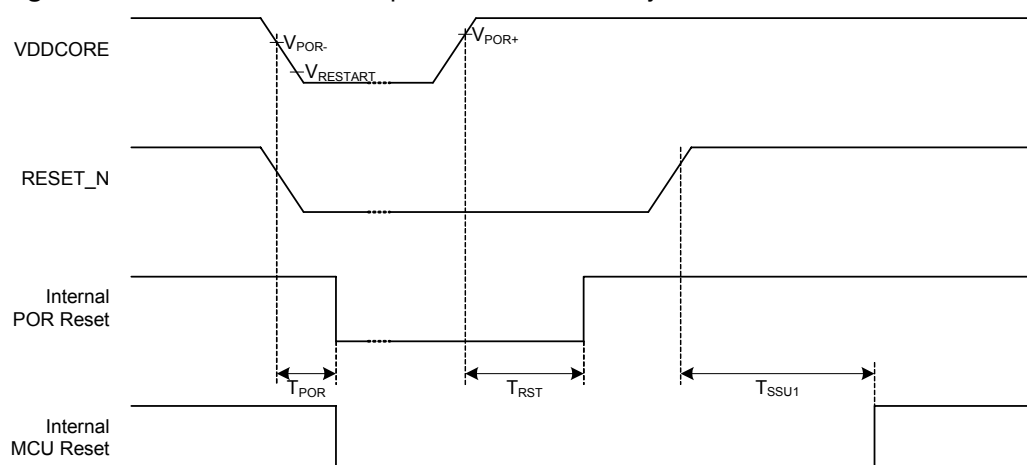 VDDCORE
VPOR-
VRESTART
VPOR+
RESET_N
Internal
POR Reset
TPOR
TRST
TSSU1
Internal
MCU Reset